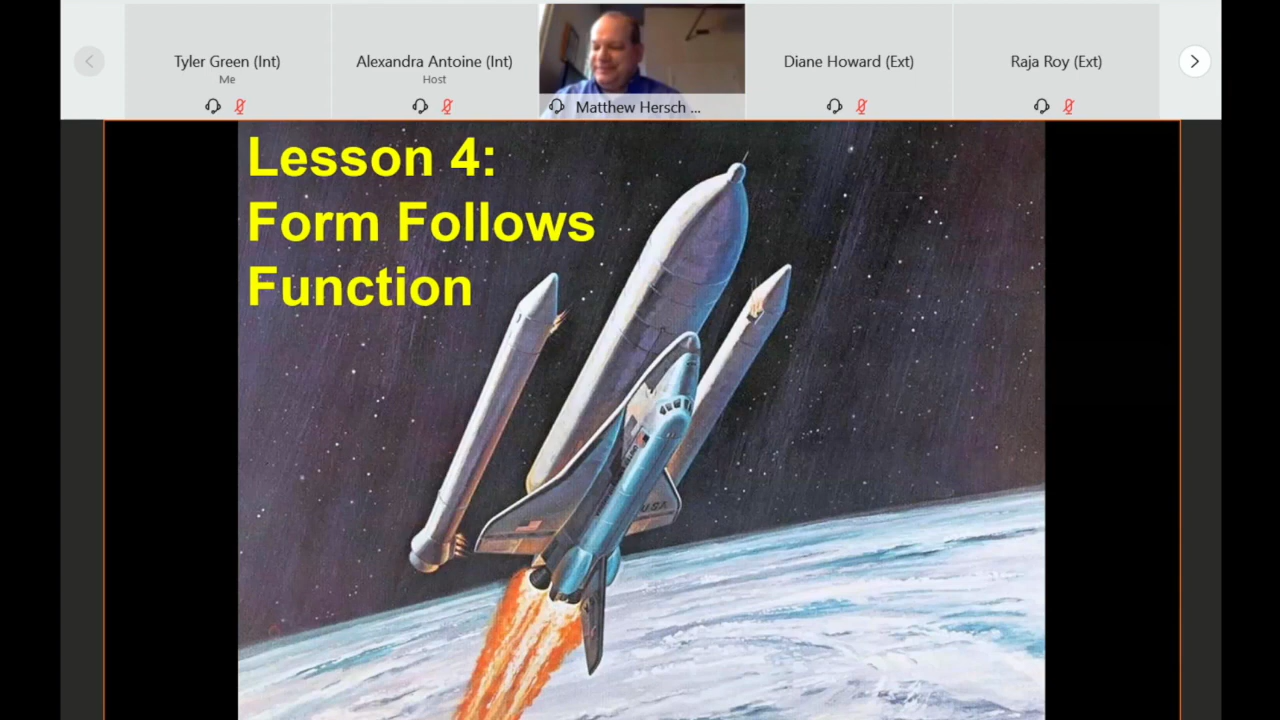 Tyler Green (Int)
Me
Alexandra Antoine (Int)
Host
Matthew Hersch ...
Diane Howard (Ext)
Raja Roy (Ext)
Lesson 4:
Form Follows
Function
USA